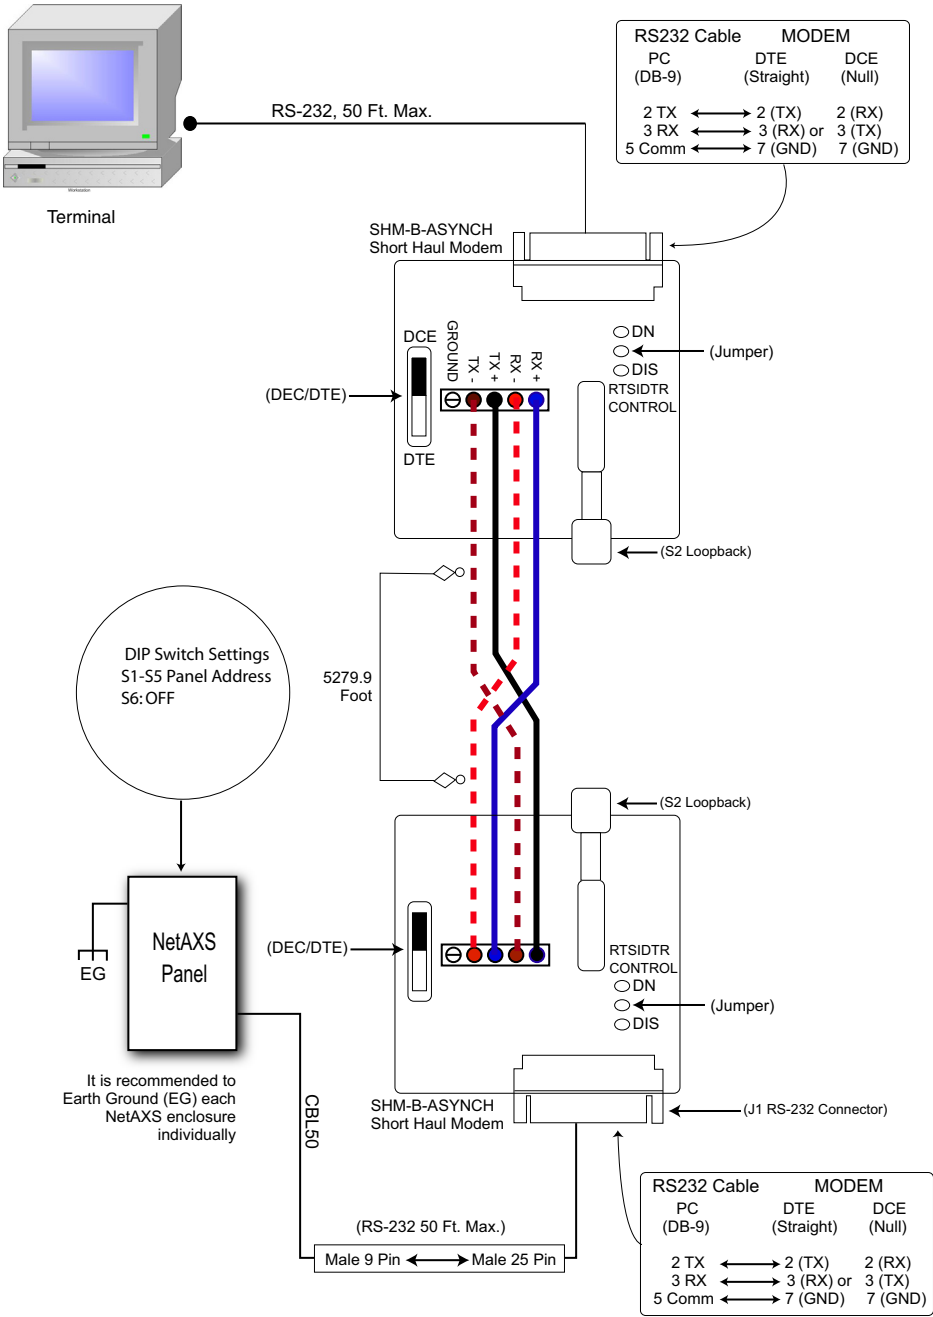 RS232 Cable MODEM
PC DTE DCE
(DB-9) (Straight) (Null)
2 TX 2 (TX) 2 (RX)
3 RX 3 (RX) or 3 (TX)
5 Comm 7 (GND) 7 (GND)
RS-232, 50 Ft. Max.
Workstation
Terminal
SHM-B-ASYNCH
Short Haul Modem
DCE
GROUND
TX -
TX +
RX -
RX +
DN
(Jumper)
DIS
RTSIDTR
CONTROL
(DEC/DTE)
DTE
(S2 Loopback)
5279.9
Foot
DIP Switch Settings
S1-S5 Panel Address
S6: OFF
(S2 Loopback)
NetAXS
Panel
EG
(DEC/DTE)
RTSIDTR
CONTROL
DN
(Jumper)
DIS
It is recommended to
Earth Ground (EG) each
NetAXS enclosure
individually
CBL50
SHM-B-ASYNCH
Short Haul Modem
(J1 RS-232 Connector)
(RS-232 50 Ft. Max.)
Male 9 Pin Male 25 Pin
RS232 Cable MODEM
PC DTE DCE
(DB-9) (Straight) (Null)
2 TX 2 (TX) 2 (RX)
3 RX 3 (RX) or 3 (TX)
5 Comm 7 (GND) 7 (GND)